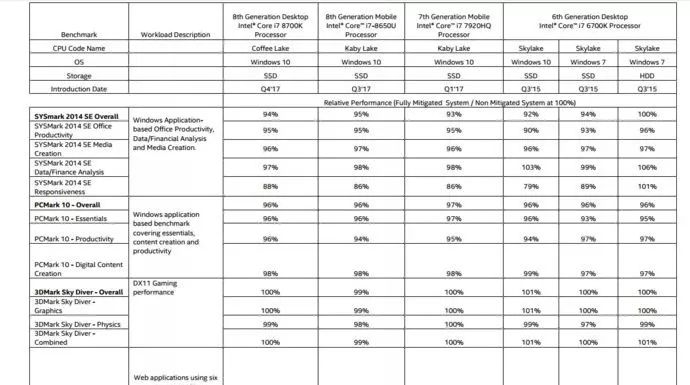 8th Generation Desktop 8th Generation Mobile 7th Generation Mobile 6th Generation Desktop
Intel® Core i7 8700K Intel® Core™ i7-8650U Intel® Core™ i7 7920HQ Intel® Core™ i7 6700K Processor
Benchmark Workload Description Processor Processor Processor
CPU Code Name Coffee Lake Kaby Lake Kaby Lake Skylake Skylake Skylake
OS Windows 10 Windows 10 Windows 10 Windows 10 Windows 7 Windows 7
Storage SSD SSD SSD SSD SSD HDD
Introduction Date Q4'17 Q3'17 Q1'17 Q3'15 Q3'15 Q3'15
Relative Performance (Fully Mitigated System / Non Mitigated System at 100%)
SYSmark 2014 SE Overall 94% 95% 93% 92% 94% 100%
SYSMark 2014 SE Office
Productivity 95% 95% 95% 90% 93% 96%
SYSMark 2014 SE Media
Creation 96% 97% 96% 96% 96% 97%
SYSMark 2014 SE
Data/Finance Analysis 97% 98% 98% 103% 99% 106%
SYSMark 2014 SE
Responsiveness 88% 86% 86% 79% 89% 101%
Windows Application-
based Office Productivity,
Data/Financial Analysis
and Media Creation.
PCMark 10 - Overall 96% 96% 97% 96% 96% 96%
PCMark 10 - Essentials 96% 96% 97% 96% 93% 95%
PCMark 10 - Productivity 96% 94% 95% 94% 97% 97%
PCMark 10 - Digital Content
Creation 98% 98% 98% 99% 97% 97%
Windows application
based benchmark
covering essentials,
content creation and
productivity
3DMark Sky Diver - Overall 100% 99% 100% 101% 100% 100%
3DMark Sky Diver -
Graphics 100% 99% 100% 101% 100% 100%
3DMark Sky Diver - Physics 99% 98% 100% 99% 97% 99%
3DMark Sky Diver -
Combined 100% 99% 100% 101% 100% 100%
DX11 Gaming
performance
Web applications using six